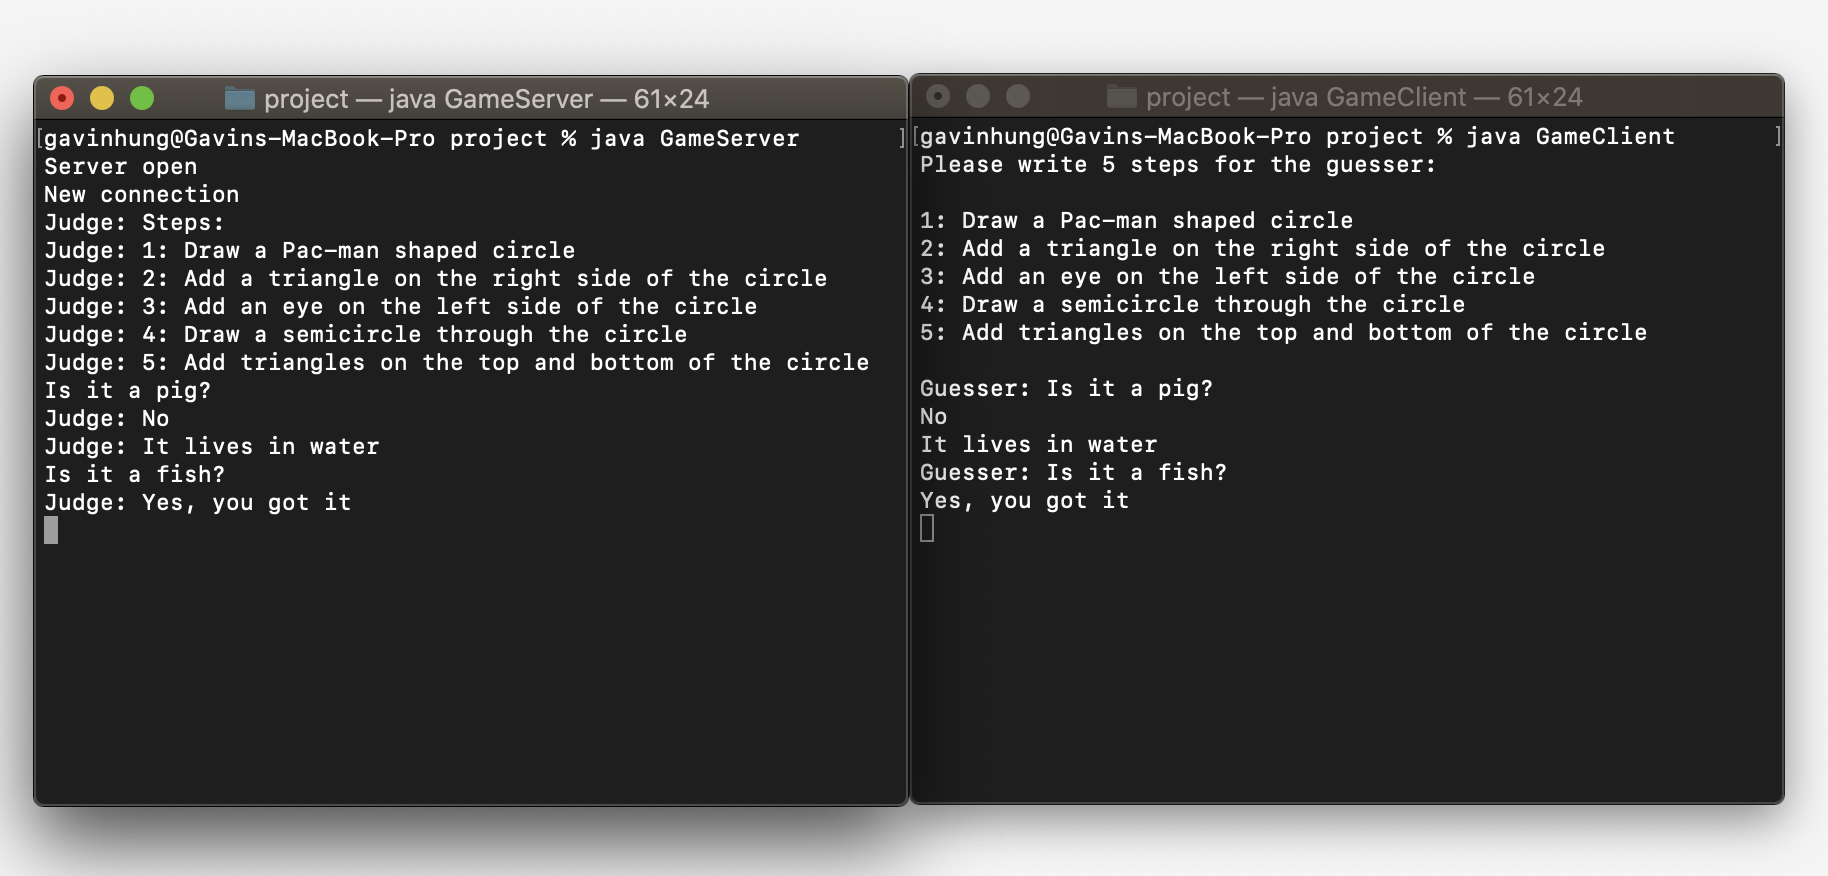 project — java GameServer — 61×24
[gavinhung@Gavins-MacBook-Pro project % java GameServer ]
Server open
New connection
Judge: Steps:
Judge: 1: Draw a Pac-man shaped circle
Judge: 2: Add a triangle on the right side of the circle
Judge: 3: Add an eye on the left side of the circle
Judge: 4: Draw a semicircle through the circle
Judge: 5: Add triangles on the top and bottom of the circle
Is it a pig?
Judge: No
Judge: It lives in water
Is it a fish?
Judge: Yes, you got it
project — java GameClient — 61×24
[gavinhung@Gavins-MacBook-Pro project % java GameClient ]
Please write 5 steps for the guesser:
1: Draw a Pac-man shaped circle
2: Add a triangle on the right side of the circle
3: Add an eye on the left side of the circle
4: Draw a semicircle through the circle
5: Add triangles on the top and bottom of the circle
Guesser: Is it a pig?
No
It lives in water
Guesser: Is it a fish?
Yes, you got it